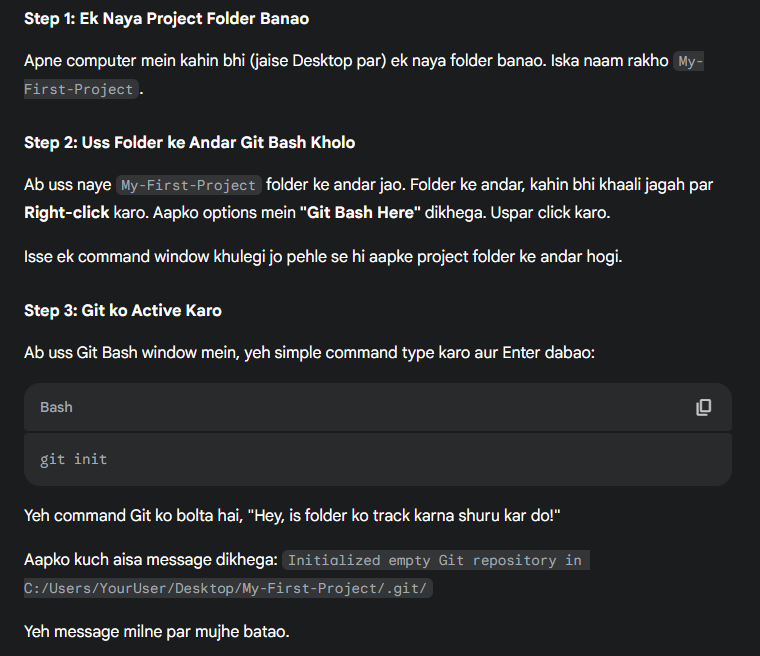 Step 1: Ek Naya Project Folder Banao
Apne computer mein kahin bhi (jaise Desktop par) ek naya folder banao. Iska naam rakho My-
First-Project.
Step 2: Uss Folder ke Andar Git Bash Kholo
Ab uss naye My-First-Project folder ke andar jao. Folder ke andar, kahin bhi khaali jagah par
Right-click karo. Aapko options mein "Git Bash Here" dikhega. Uspar click karo.
Isse ek command window khulegi jo pehle se hi aapke project folder ke andar hogi.
Step 3: Git ko Active Karo
Ab uss Git Bash window mein, yeh simple command type karo aur Enter dabao:
Bash
git init
Yeh command Git ko bolta hai, "Hey, is folder ko track karna shuru kar do!"
Aapko kuch aisa message dikhega: Initialized empty Git repository in
C:/Users/YourUser/Desktop/My-First-Project/.git/
Yeh message milne par mujhe batao.